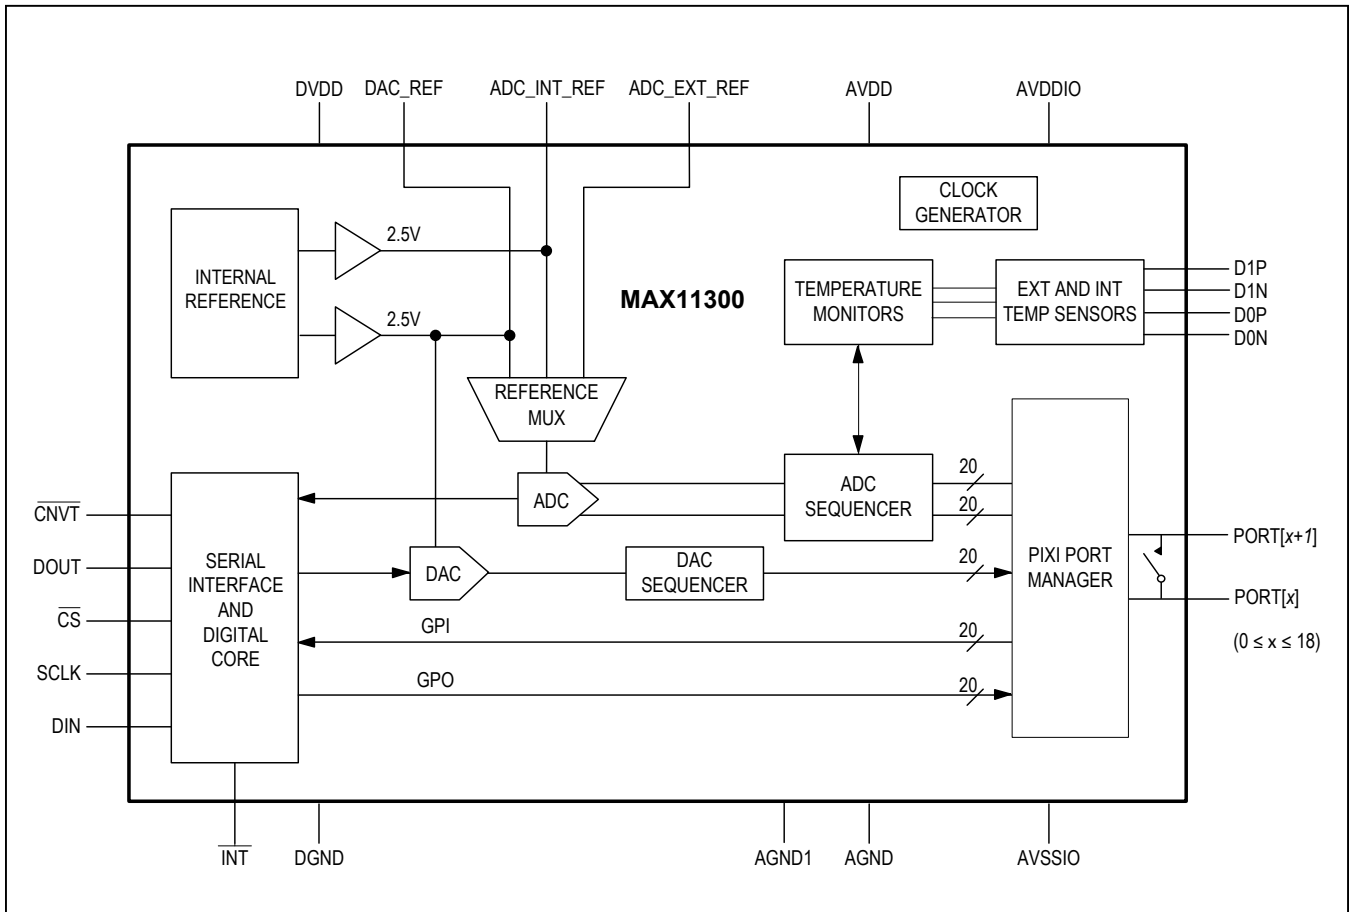 DVDD DAC_REF ADC_INT_REF ADC_EXT_REF AVDD AVDDIO
CLOCK
GENERATOR
2.5V
INTERNAL
REFERENCE
2.5V
MAX11300
TEMPERATURE
MONITORS
EXT AND INT
TEMP SENSORS
D1P
D1N
D0P
D0N
REFERENCE
MUX
ADC
ADC
SEQUENCER
20
20
CNVT
DOUT
CS
SCLK
DIN
SERIAL
INTERFACE
AND
DIGITAL
CORE
DAC
DAC
SEQUENCER
20
PIXI PORT
MANAGER
PORT[x+1]
PORT[x]
(0 ≤ x ≤ 18)
GPI
20
GPO
20
INT DGND AGND1 AGND AVSSIO